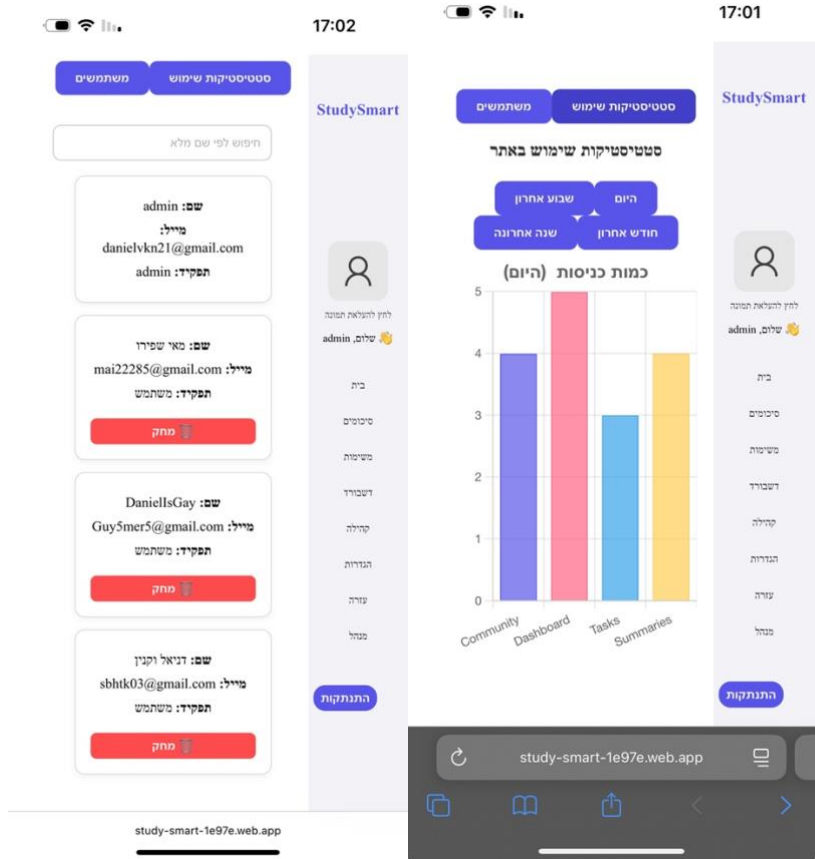 17:02
StudySmart
לחץ להעלאת תמונה
👋 שלום, admin
בית
סיכומים
משימות
דשבורד
קהילה
הגדרות
עזרה
מנהל
התנתקות
סטטיסטיקות שימוש
משתמשים
חיפוש לפי שם מלא
שם: admin
מייל:
danielvkn21@gmail.com
תפקיד: admin
שם: מאי שפירו
מייל: mai22285@gmail.com
תפקיד: משתמש
🗑️ מחק
שם: DanielIsGay
מייל: Guy5mer5@gmail.com
תפקיד: משתמש
🗑️ מחק
שם: דניאל וקנין
מייל: sbhtk03@gmail.com
תפקיד: משתמש
🗑️ מחק
study-smart-1e97e.web.app
17:01
StudySmart
לחץ להעלאת תמונה
👋 שלום, admin
בית
סיכומים
משימות
דשבורד
קהילה
הגדרות
עזרה
מנהל
התנתקות
סטטיסטיקות שימוש
משתמשים
סטטיסטיקות שימוש באתר
היום
שבוע אחרון
חודש אחרון
שנה אחרונה
כמות כניסות (היום)
5
4
3
2
1
0
Community
Dashboard
Tasks
Summaries
study-smart-1e97e.web.app